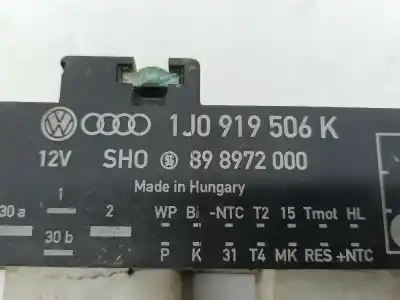 1J0 919 506 K
12V SHO 89 8972 000
Made in Hungary
30 a 1 2 WP Bi -NTC T2 15 Tmot HL
30 b P K 31 T4 MK RES +NTC